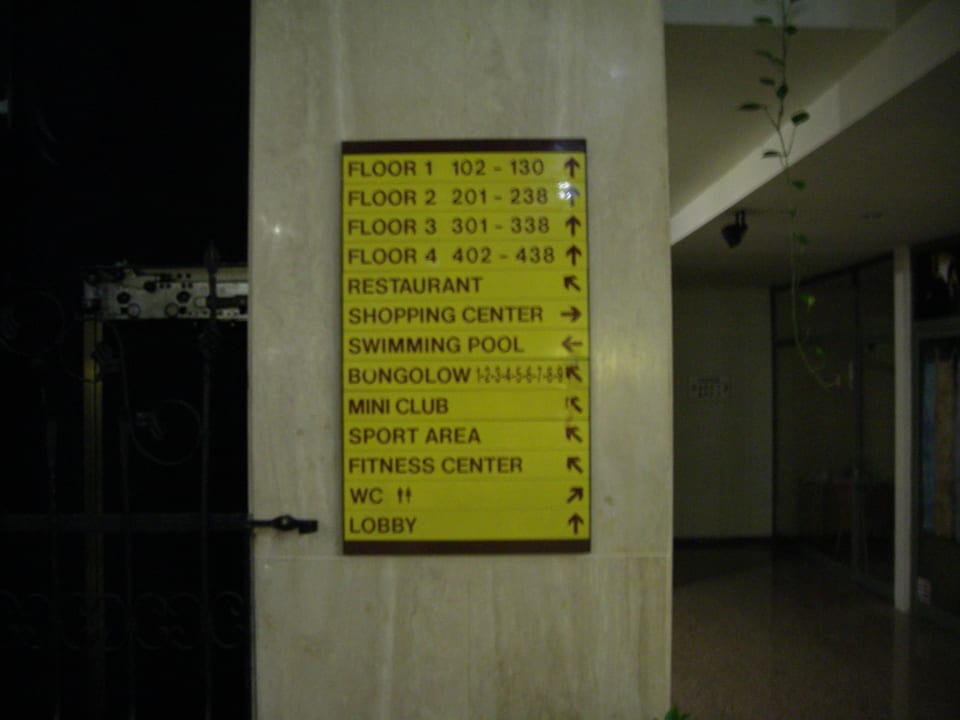 FLOOR 1 102 - 130 ↑
FLOOR 2 201 - 238 ↑
FLOOR 3 301 - 338 ↑
FLOOR 4 402 - 438 ↑
RESTAURANT ↖
SHOPPING CENTER →
SWIMMING POOL ←
BUNGOLOW 1-2-3-4-5-6-7-8-9 ↖
MINI CLUB ↖
SPORT AREA ↖
FITNESS CENTER ↖
WC ↗
LOBBY ↑